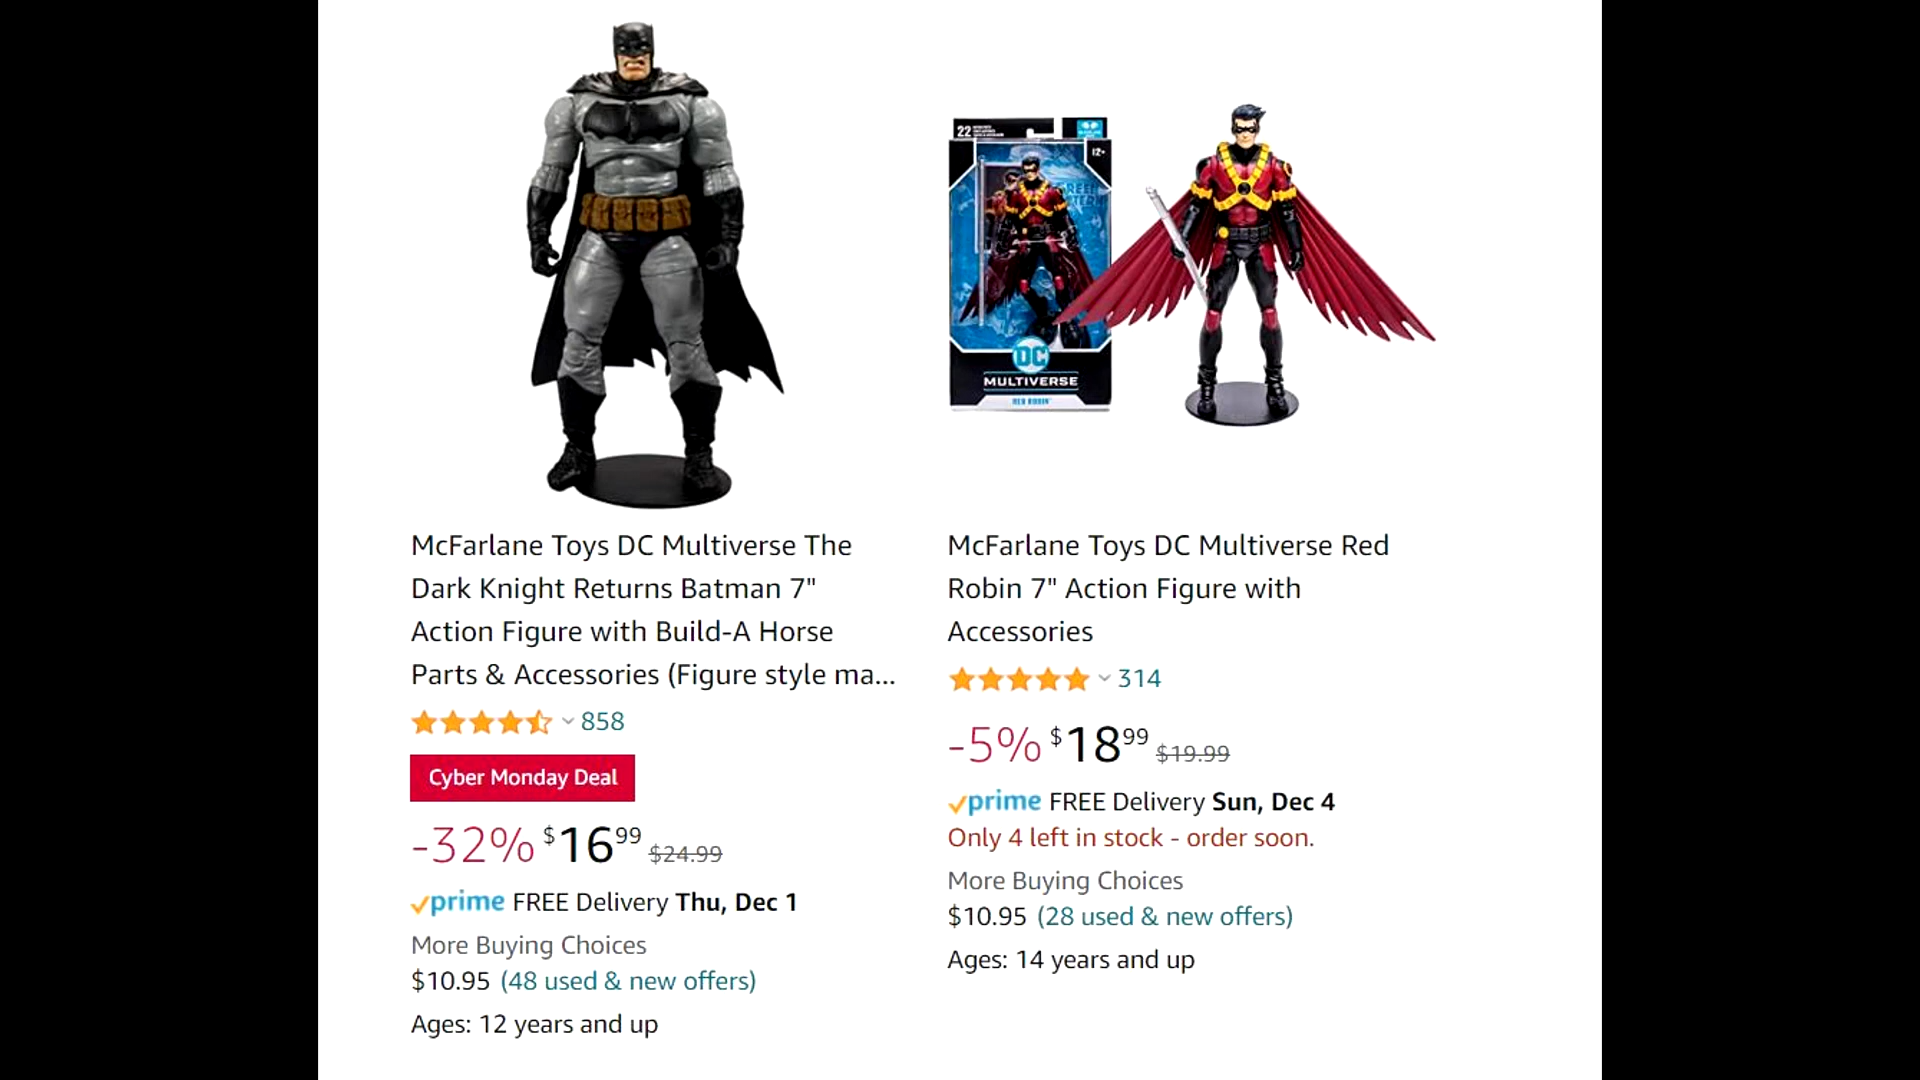 22
12+
DC
MULTIVERSE
RED ROBIN
McFarlane Toys DC Multiverse The
Dark Knight Returns Batman 7"
Action Figure with Build-A Horse
Parts & Accessories (Figure style ma...
858
Cyber Monday Deal
-32% $16 99 $24.99
prime FREE Delivery Thu, Dec 1
More Buying Choices
$10.95 (48 used & new offers)
Ages: 12 years and up
McFarlane Toys DC Multiverse Red
Robin 7" Action Figure with
Accessories
314
-5% $18 99 $19.99
prime FREE Delivery Sun, Dec 4
Only 4 left in stock - order soon.
More Buying Choices
$10.95 (28 used & new offers)
Ages: 14 years and up